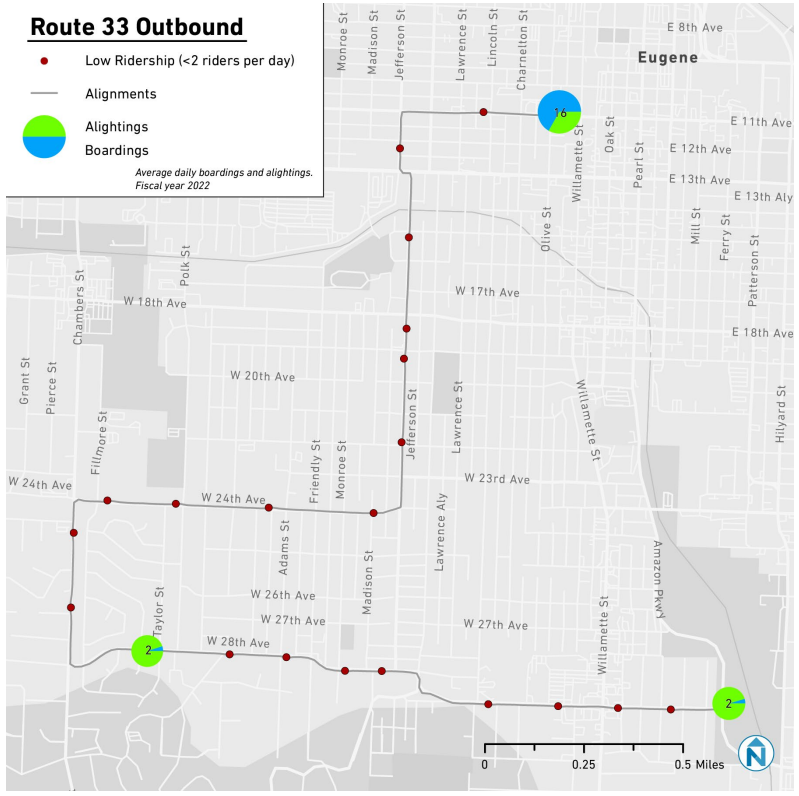 Route 33 Outbound
Low Ridership (<2 riders per day)
Alignments
Alightings
Boardings
Average daily boardings and alightings.
Fiscal year 2022
Monroe St
Madison St
Jefferson St
Lawrence St
Lincoln St
Charnelton St
E 8th Ave
Eugene
16
E 11th Ave
Willamette St
Oak St
Pearl St
E 12th Ave
E 13th Ave
E 13th Aly
Olive St
Mill St
Ferry St
Patterson St
Polk St
Chambers St
W 17th Ave
W 18th Ave
E 18th Ave
Grant St
Pierce St
W 20th Ave
Fillmore St
Friendly St
Monroe St
Jefferson St
Lawrence St
Willamette St
Hilyard St
W 23rd Ave
W 24th Ave
W 24th Ave
Adams St
Lawrence Aly
Madison St
Amazon Pkwy
W 26th Ave
Taylor St
W 27th Ave
W 27th Ave
Willamette St
W 28th Ave
2
2
0
0.25
0.5 Miles
N